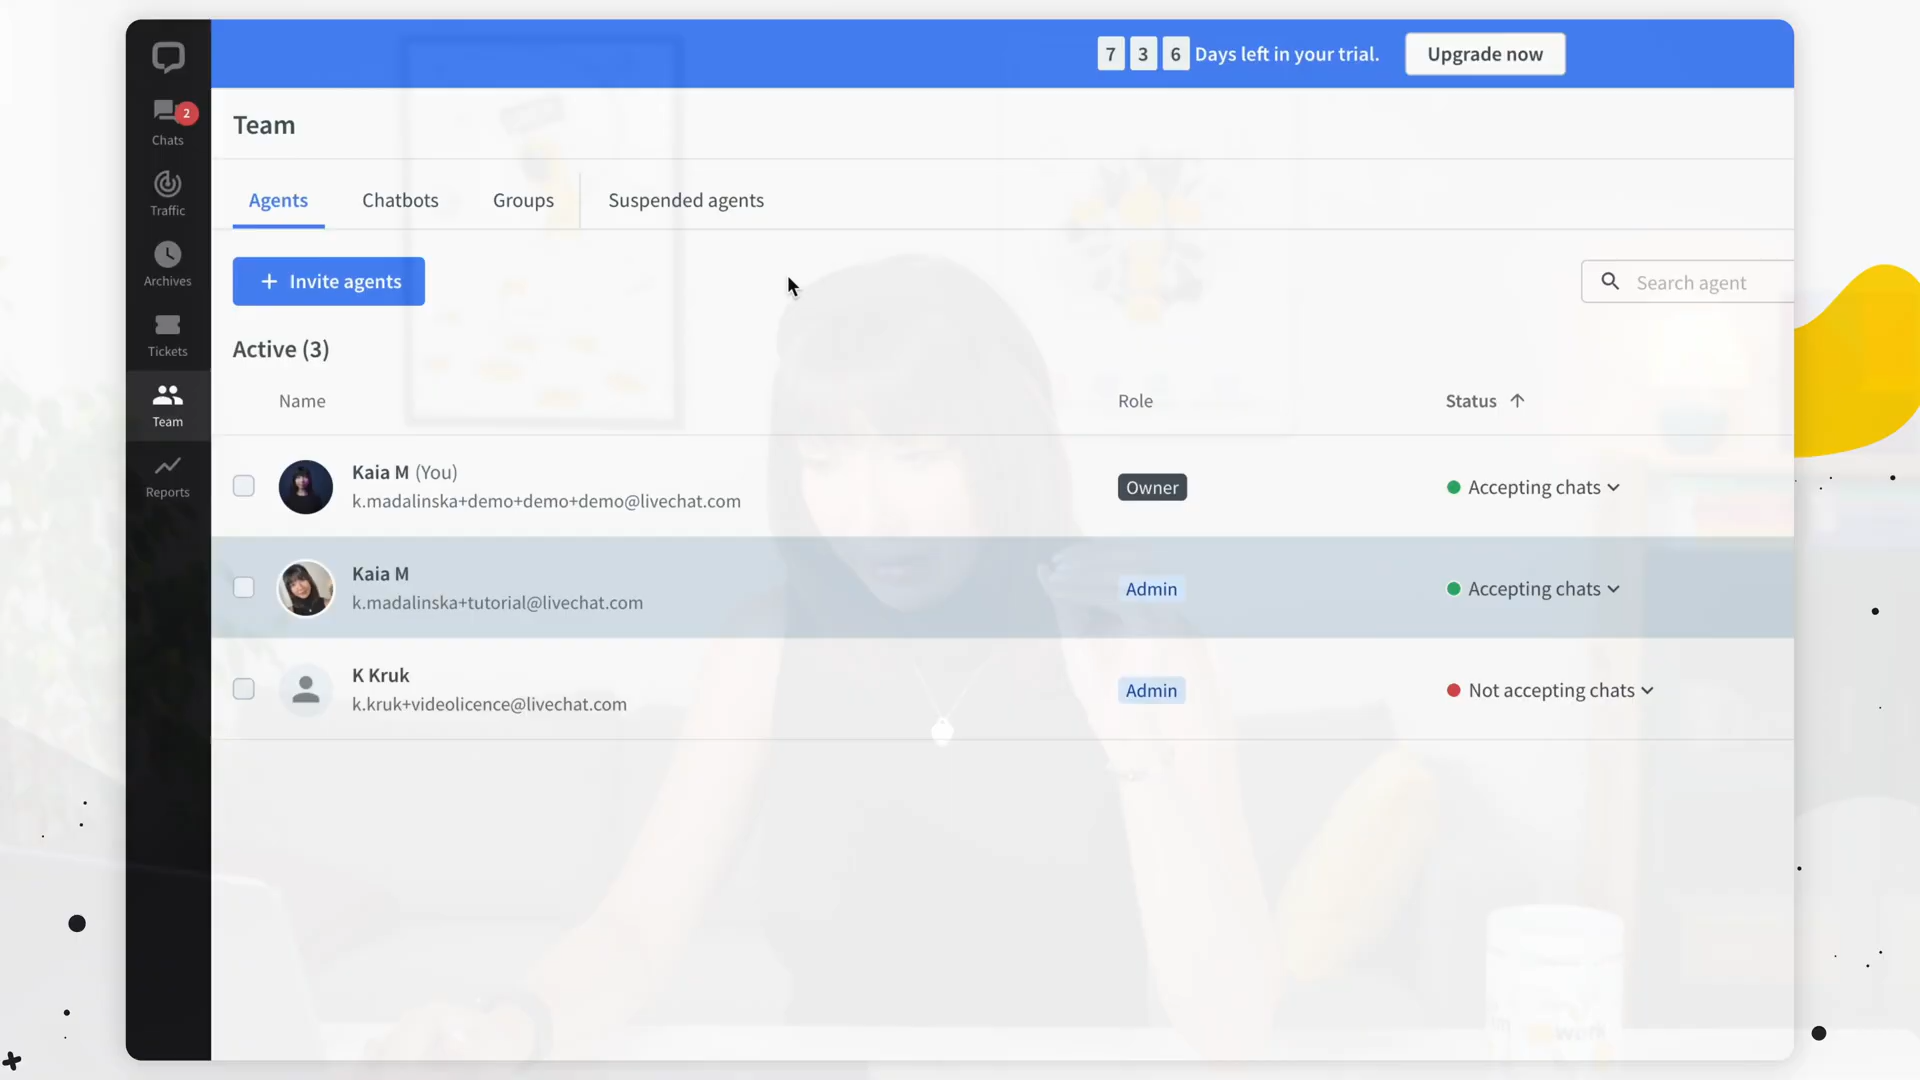 7 3 6 Days left in your trial.
Upgrade now
2
Chats
Traffic
Archives
Tickets
Team
Reports
Team
Agents
Chatbots
Groups
Suspended agents
+ Invite agents
Search agent
Active (3)
Name
Role
Status ↑
Kaia M (You)
k.madalinska+demo+demo+demo@livechat.com
Owner
Accepting chats
Kaia M
k.madalinska+tutorial@livechat.com
Admin
Accepting chats
K Kruk
k.kruk+videolicence@livechat.com
Admin
Not accepting chats